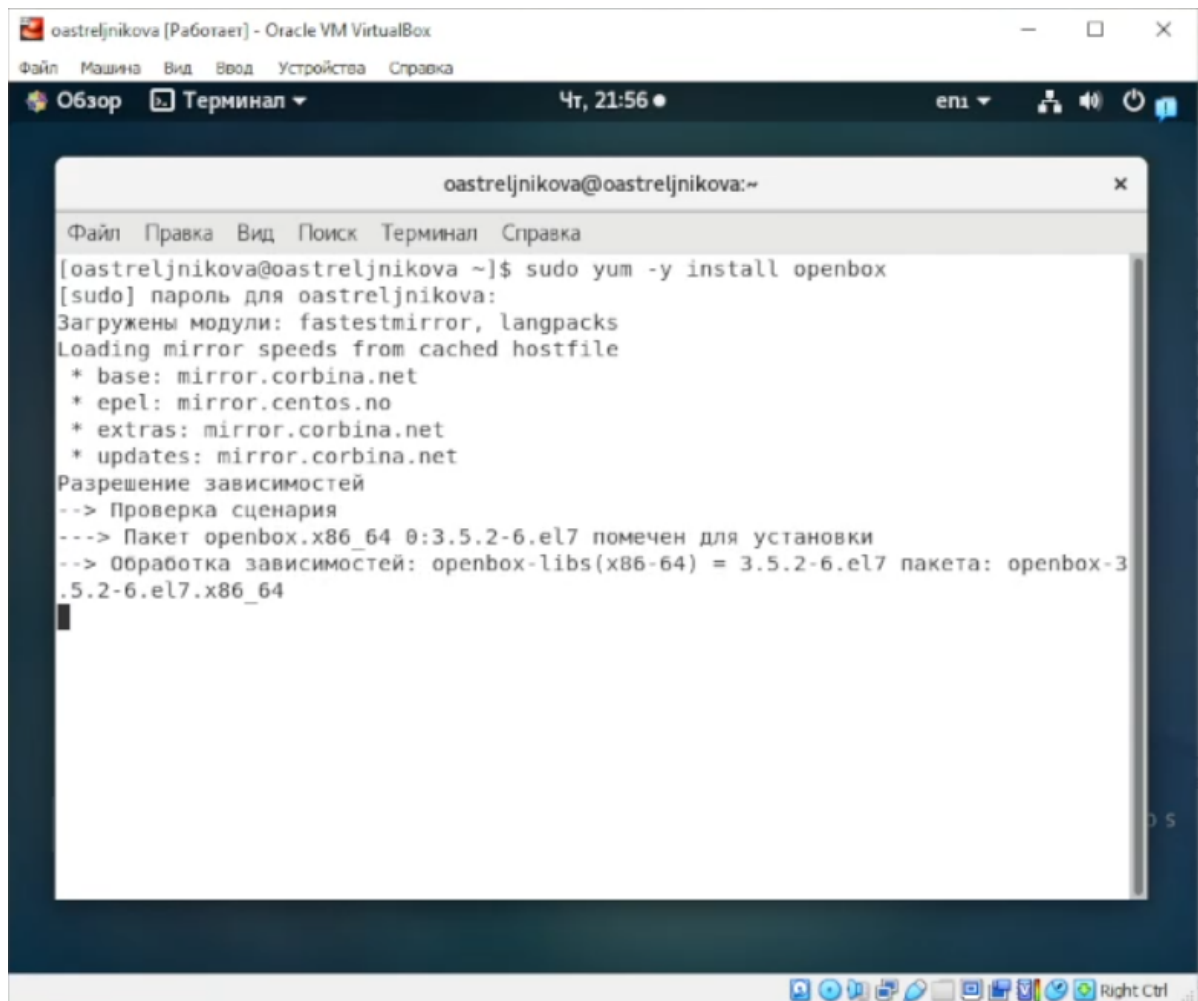 oastreljnikova [Работает] - Oracle VM VirtualBox
Файл Машина Вид Ввод Устройства Справка
Обзор Терминал Чт, 21:56 en₁
oastreljnikova@oastreljnikova:~
Файл Правка Вид Поиск Терминал Справка
[oastreljnikova@oastreljnikova ~]$ sudo yum -y install openbox
[sudo] пароль для oastreljnikova:
Загружены модули: fastestmirror, langpacks
Loading mirror speeds from cached hostfile
 * base: mirror.corbina.net
 * epel: mirror.centos.no
 * extras: mirror.corbina.net
 * updates: mirror.corbina.net
Разрешение зависимостей
--> Проверка сценария
---> Пакет openbox.x86_64 0:3.5.2-6.el7 помечен для установки
--> Обработка зависимостей: openbox-libs(x86-64) = 3.5.2-6.el7 пакета: openbox-3
.5.2-6.el7.x86_64
Right Ctrl